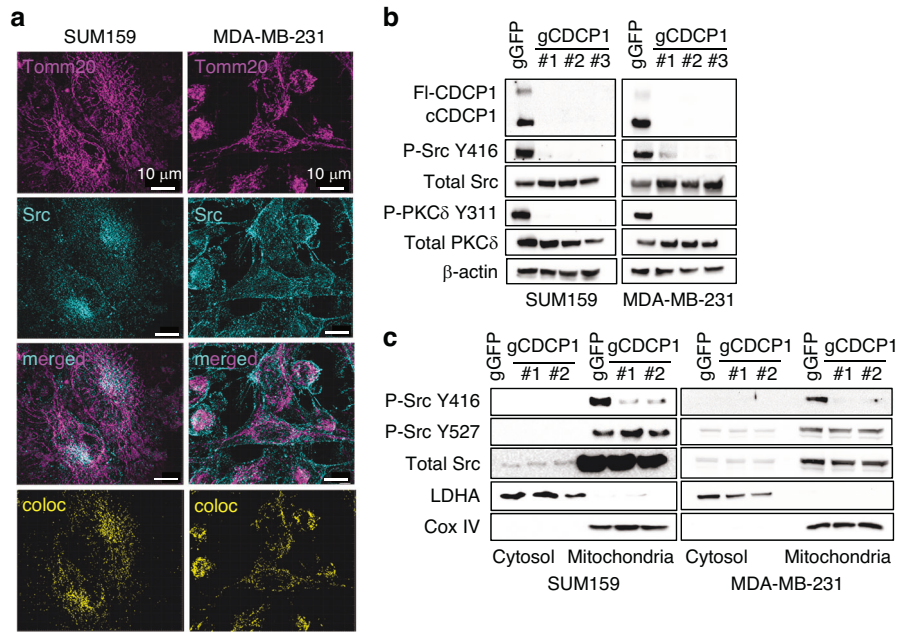 a
SUM159 MDA-MB-231
Tomm20 Tomm20
10 μm 10 μm
Src Src
merged merged
coloc coloc
b
gGFP gCDCP1 gGFP gCDCP1
#1 #2 #3 #1 #2 #3
Fl-CDCP1
cCDCP1
P-Src Y416
Total Src
P-PKCδ Y311
Total PKCδ
β-actin
SUM159 MDA-MB-231
c
gGFP gCDCP1 gGFP gCDCP1 gGFP gCDCP1 gGFP gCDCP1
#1 #2 #1 #2 #1 #2 #1 #2
P-Src Y416
P-Src Y527
Total Src
LDHA
Cox IV
Cytosol Mitochondria Cytosol Mitochondria
SUM159 MDA-MB-231